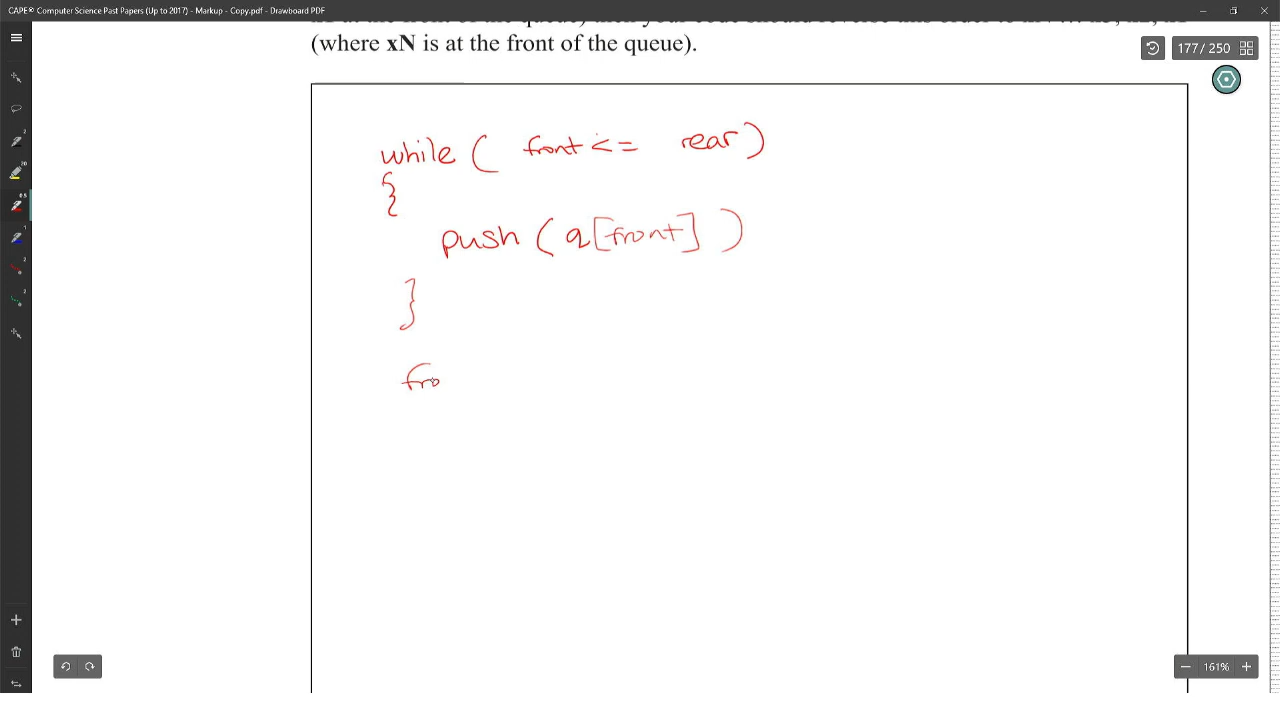 CAPE® Computer Science Past Papers (Up to 2017) - Markup - Copy.pdf - Drawboard PDF
(where xN is at the front of the queue).
177 / 250
while ( front <= rear )
{
push ( q[front] )
}
fro
161%